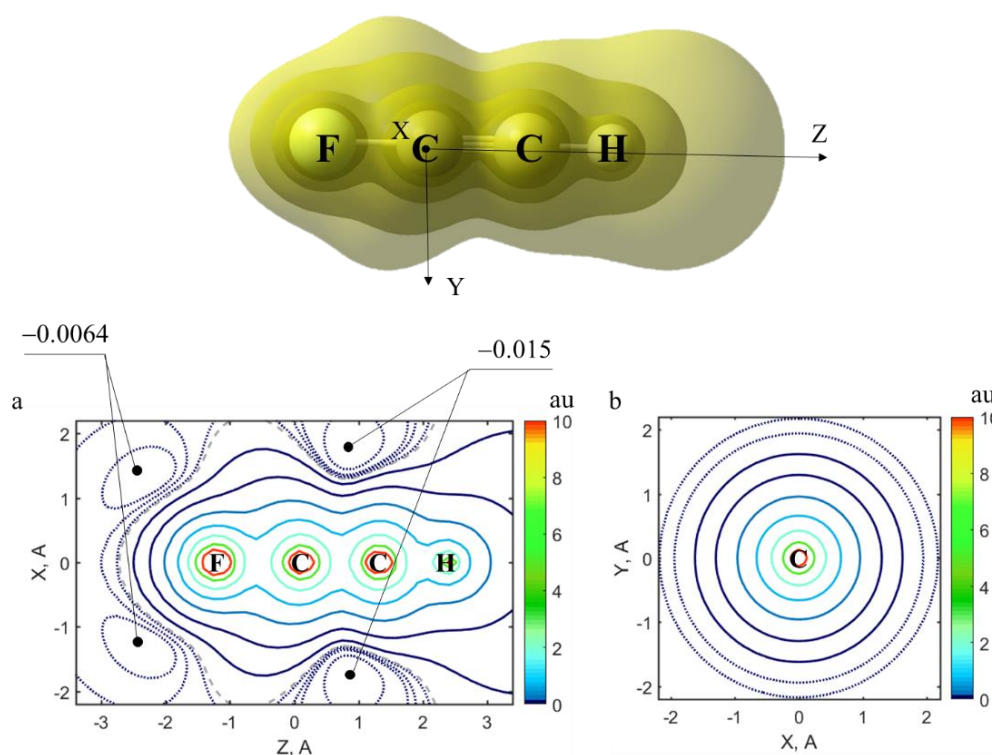 F X C C H Z
Y
−0.0064 −0.015
a au b au
2 10 2 10
1 8 1 8
X, A 0 F C C H 6 Y, A 0 C 6
4 4
-1 2 -1 2
-2 0 -2 0
-3 -2 -1 0 1 2 3 -2 -1 0 1 2
Z, A X, A